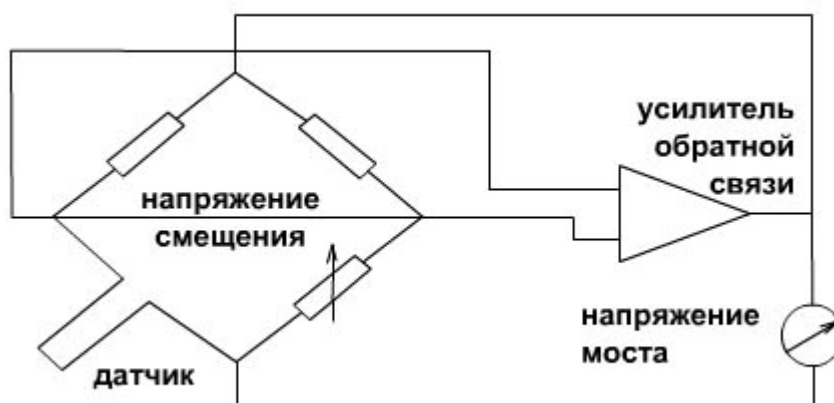 усилитель
обратной
связи
напряжение
смещения
напряжение
моста
датчик